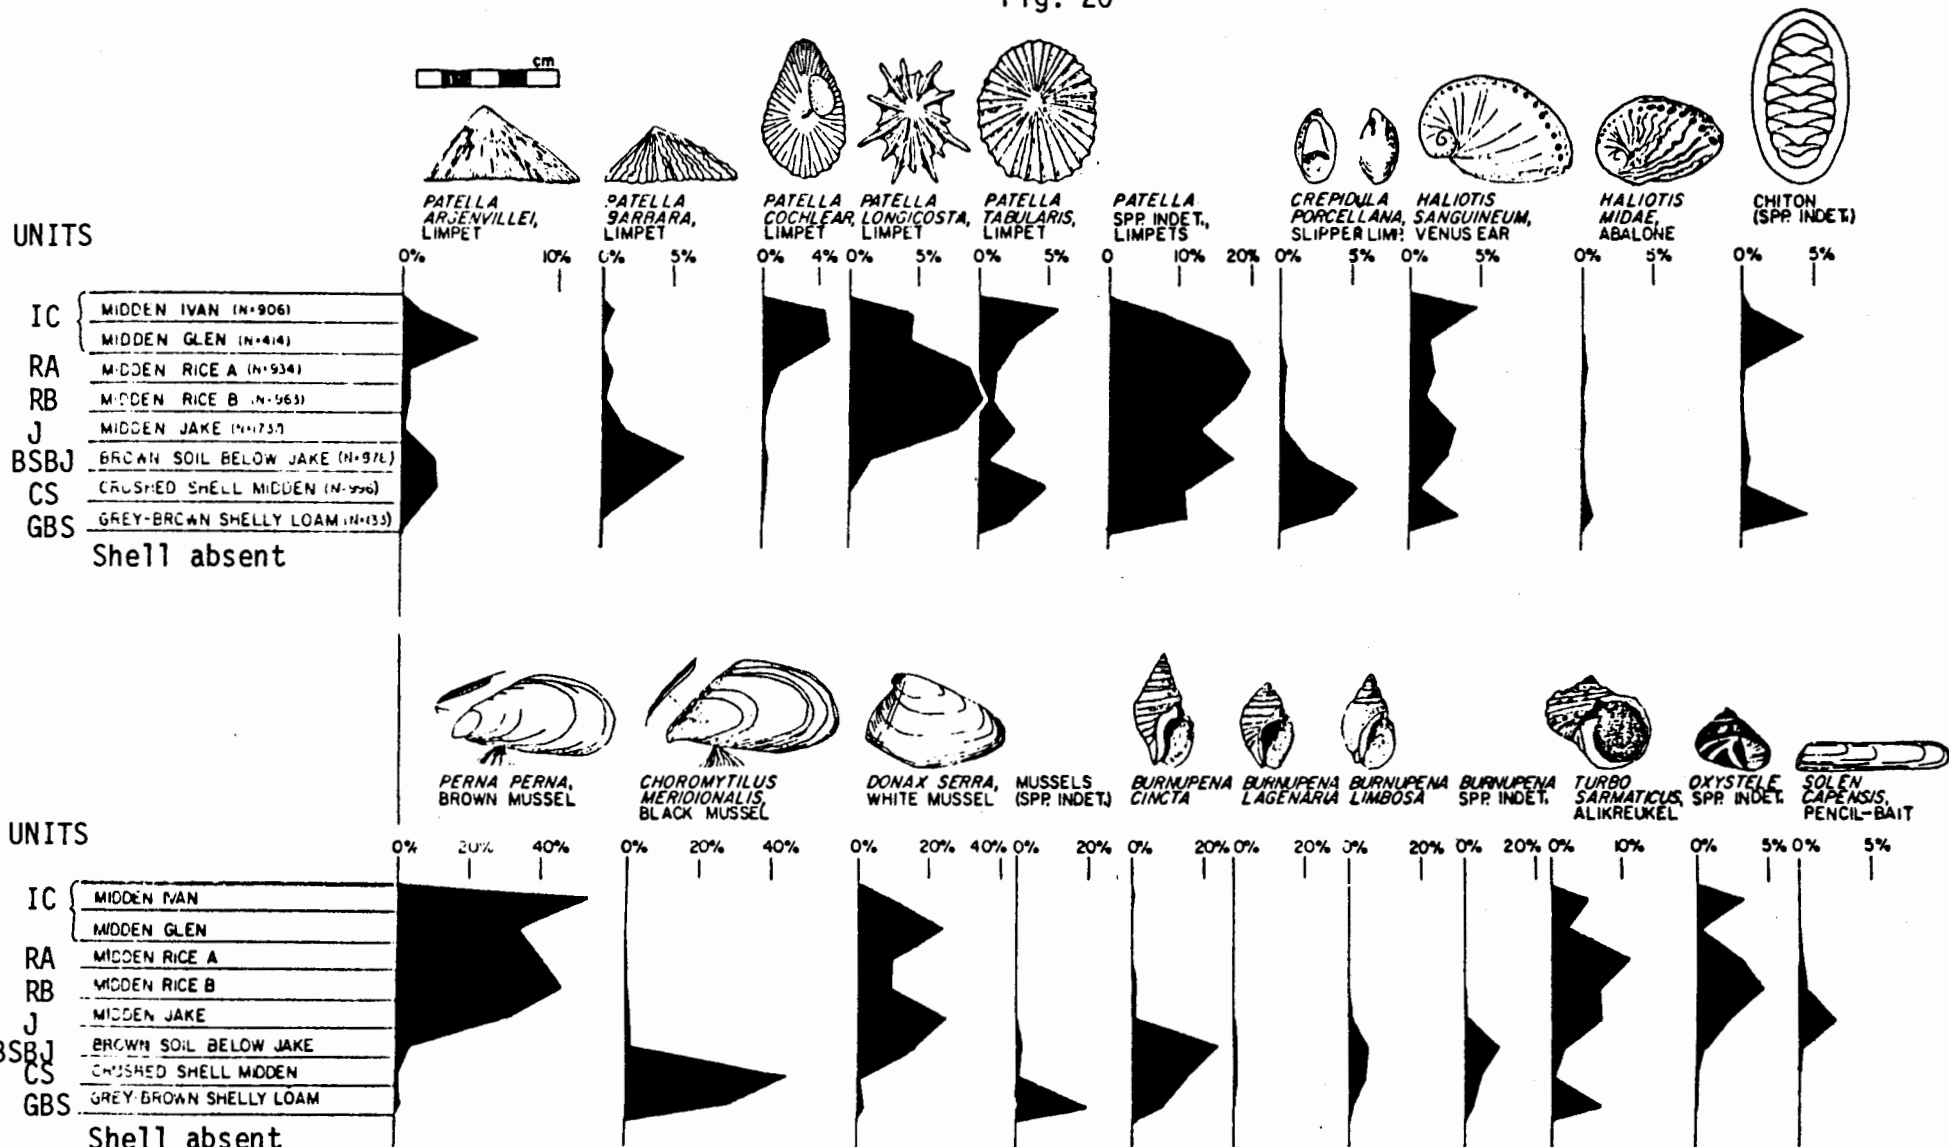 Fig. 20
cm
PATELLA
ARGENVILLEI,
LIMPET
PATELLA
BARBARA,
LIMPET
PATELLA
COCHLEAR,
LIMPET
PATELLA
LONGICOSTA,
LIMPET
PATELLA
TABULARIS,
LIMPET
PATELLA
SPP. INDET.,
LIMPETS
CREPIDULA
PORCELLANA,
SLIPPER LIMP.
HALIOTIS
SANGUINEUM,
VENUS EAR
HALIOTIS
MIDAE,
ABALONE
CHITON
(SPP. INDET.)
UNITS
0% 10% 0% 5% 0% 4% 0% 5% 0% 5% 0 10% 20% 0% 5% 0% 5% 0% 5% 0% 5%
IC MIDDEN IVAN (N=906)
MIDDEN GLEN (N=414)
RA MIDDEN RICE A (N=934)
RB MIDDEN RICE B (N=963)
J MIDDEN JAKE
BSBJ BROWN SOIL BELOW JAKE
CS CRUSHED SHELL MIDDEN (N=996)
GBS GREY-BROWN SHELLY LOAM
Shell absent
PERNA PERNA,
BROWN MUSSEL
CHOROMYTILUS
MERIDIONALIS,
BLACK MUSSEL
DONAX SERRA,
WHITE MUSSEL
MUSSELS
(SPP. INDET.)
BURNUPENA
CINCTA
BURNUPENA
LAGENARIA
BURNUPENA
LIMBOSA
BURNUPENA
SPP. INDET.
TURBO
SARMATICUS,
ALIKREUKEL
OXYSTELE
SPP. INDET.
SOLEN
CAPENSIS,
PENCIL-BAIT
UNITS
0% 20% 40% 0% 20% 40% 0% 20% 40% 0% 20% 0% 20% 0% 20% 0% 20% 0% 20% 0% 10% 0% 5% 0% 5%
IC MIDDEN IVAN
MIDDEN GLEN
RA MIDDEN RICE A
RB MIDDEN RICE B
J MIDDEN JAKE
BSBJ BROWN SOIL BELOW JAKE
CS CRUSHED SHELL MIDDEN
GBS GREY-BROWN SHELLY LOAM
Shell absent